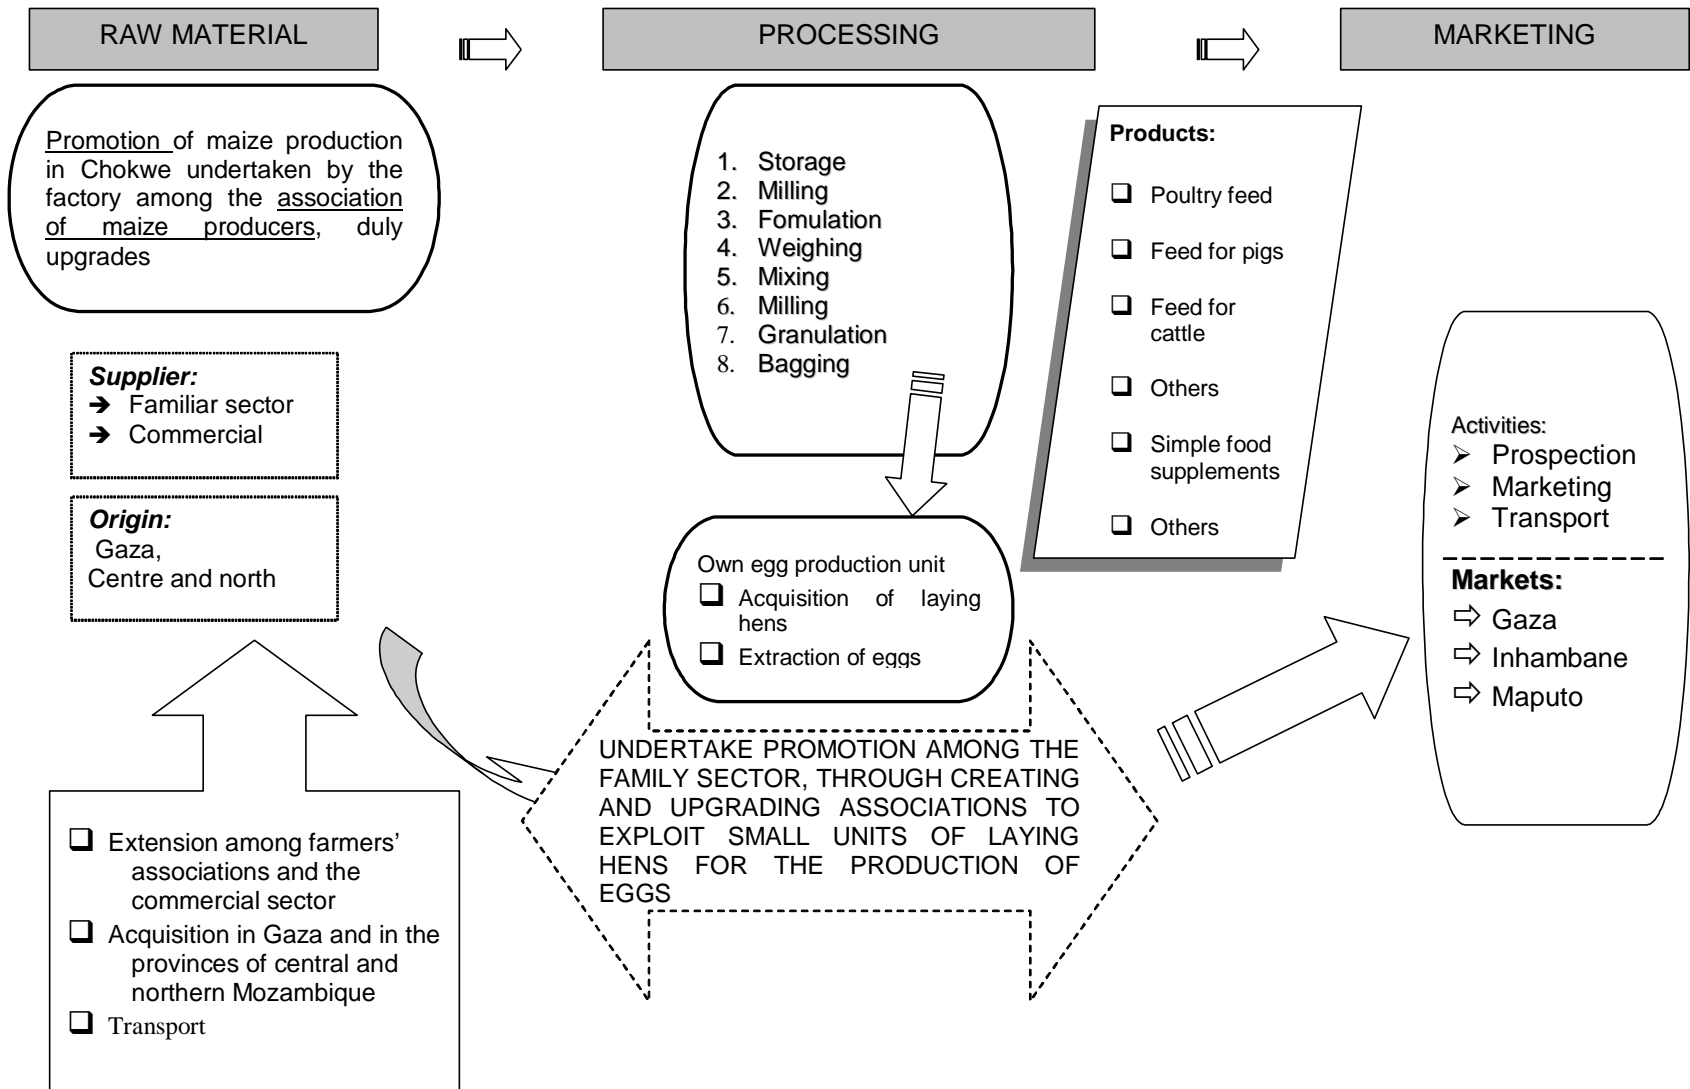 RAW MATERIAL
PROCESSING
MARKETING
Promotion of maize production
in Chokwe undertaken by the
factory among the association
of maize producers, duly
upgrades
Supplier:
➔ Familiar sector
➔ Commercial
Origin:
Gaza,
Centre and north
❑ Extension among farmers’
associations and the
commercial sector
❑ Acquisition in Gaza and in the
provinces of central and
northern Mozambique
❑ Transport
1. Storage
2. Milling
3. Fomulation
4. Weighing
5. Mixing
6. Milling
7. Granulation
8. Bagging
Own egg production unit
❑ Acquisition of laying
hens
❑ Extraction of eggs
UNDERTAKE PROMOTION AMONG THE
FAMILY SECTOR, THROUGH CREATING
AND UPGRADING ASSOCIATIONS TO
EXPLOIT SMALL UNITS OF LAYING
HENS FOR THE PRODUCTION OF
EGGS
Products:
❑ Poultry feed
❑ Feed for pigs
❑ Feed for
cattle
❑ Others
❑ Simple food
supplements
❑ Others
Activities:
➢ Prospection
➢ Marketing
➢ Transport
Markets:
⇨ Gaza
⇨ Inhambane
⇨ Maputo